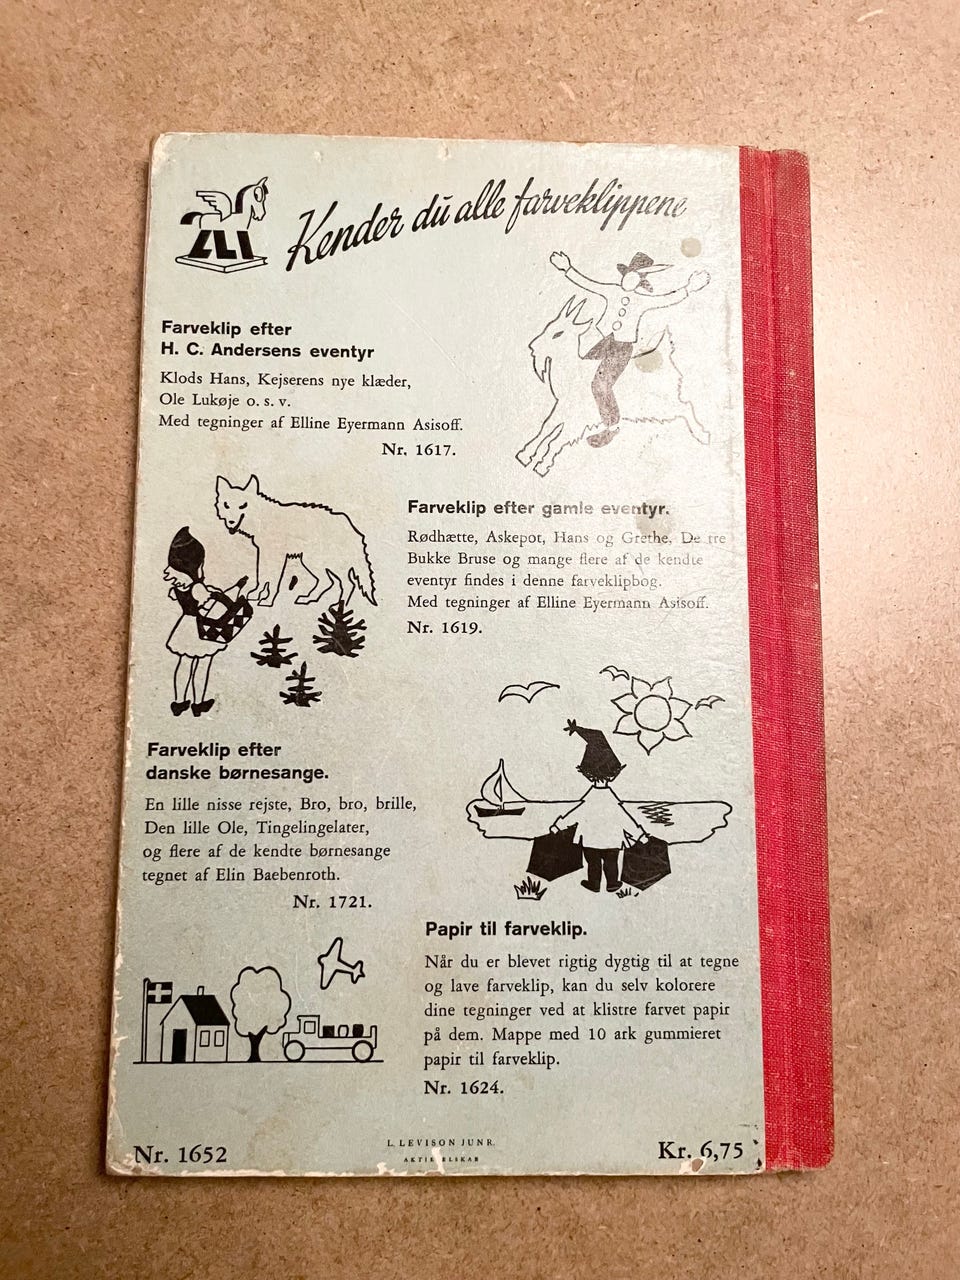 LLI
Kender du alle farveklippene
Farveklip efter
H. C. Andersens eventyr
Klods Hans, Kejserens nye klæder,
Ole Lukøje o. s. v.
Med tegninger af Elline Eyermann Asisoff.
Nr. 1617.
Farveklip efter gamle eventyr.
Rødhætte, Askepot, Hans og Grethe, De tre
Bukke Bruse og mange flere af de kendte
eventyr findes i denne farveklipbog.
Med tegninger af Elline Eyermann Asisoff.
Nr. 1619.
Farveklip efter
danske børnesange.
En lille nisse rejste, Bro, bro, brille,
Den lille Ole, Tingelingelater,
og flere af de kendte børnesange
tegnet af Elin Baebenroth.
Nr. 1721.
Papir til farveklip.
Når du er blevet rigtig dygtig til at tegne
og lave farveklip, kan du selv kolorere
dine tegninger ved at klistre farvet papir
på dem. Mappe med 10 ark gummieret
papir til farveklip.
Nr. 1624.
Nr. 1652
L. LEVISON JUNR.
AKTIESELSKAB
Kr. 6,75